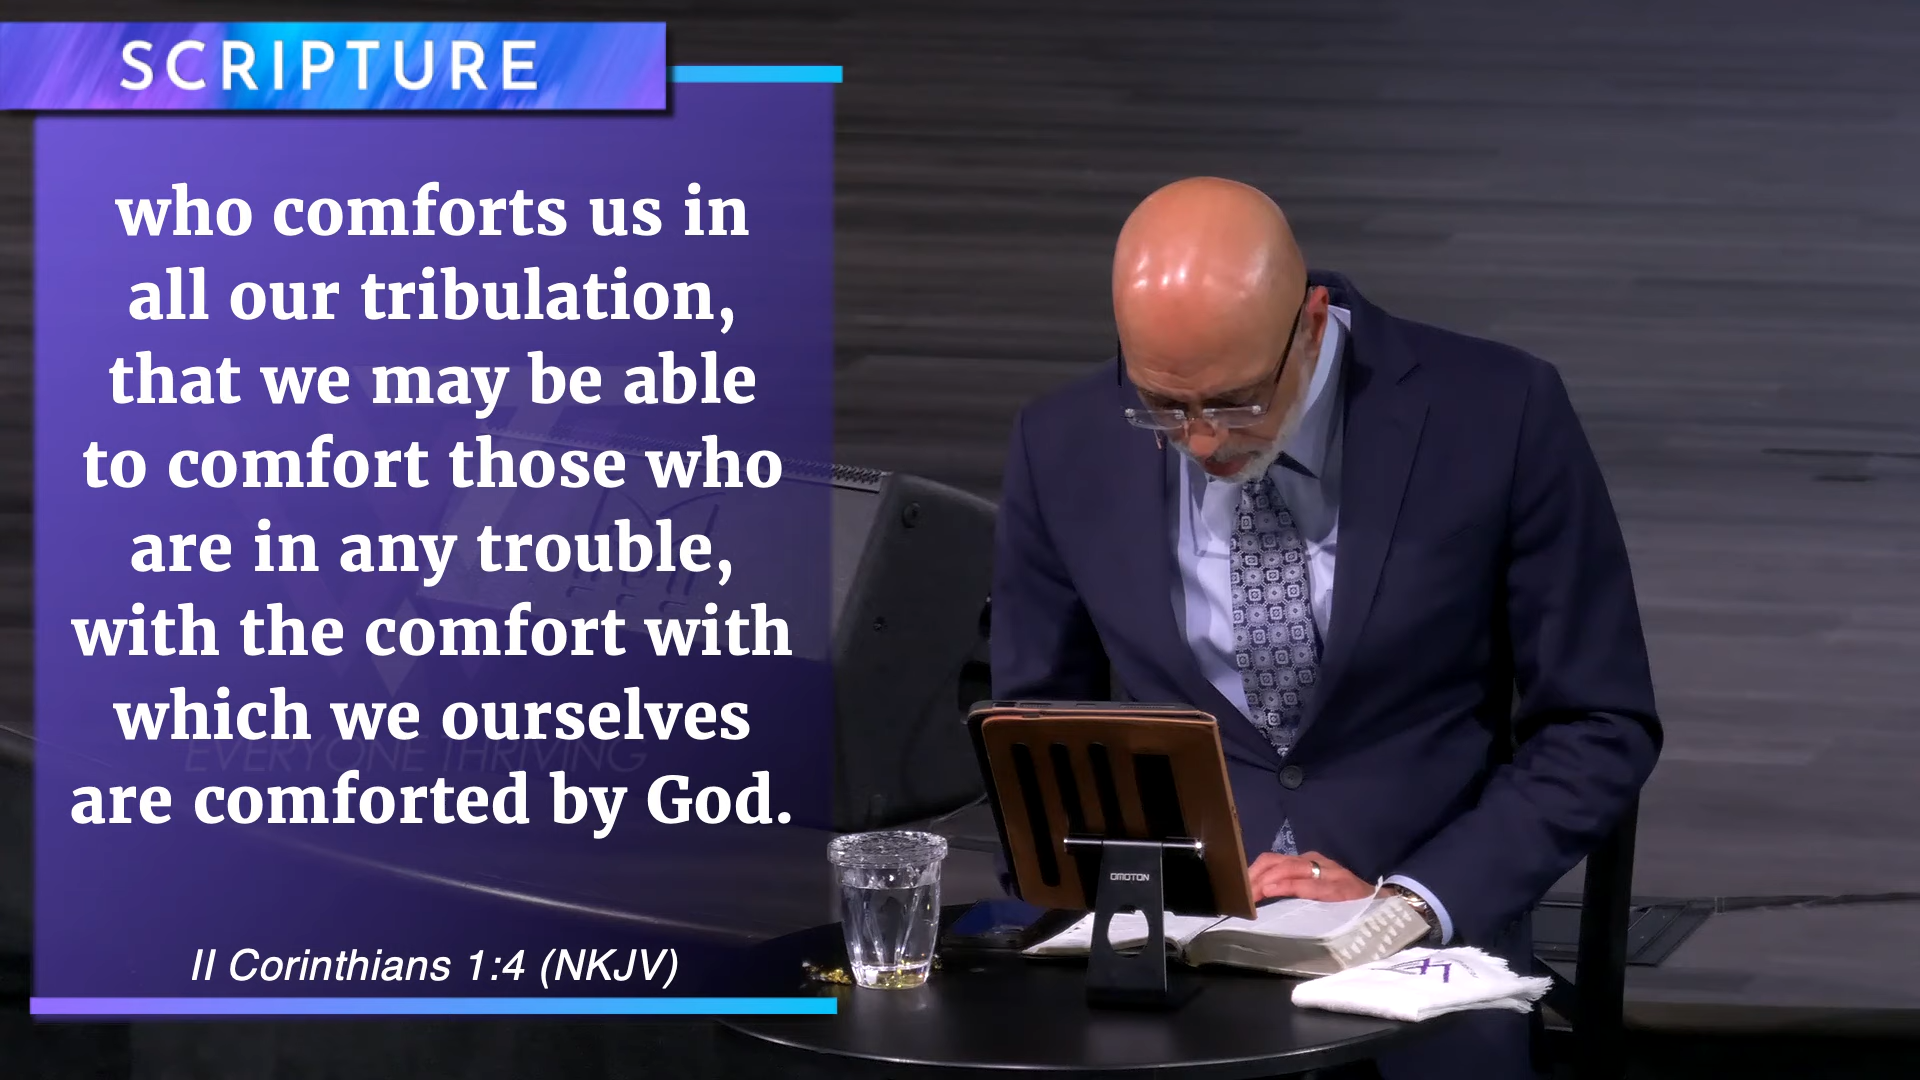 SCRIPTURE
who comforts us in
all our tribulation,
that we may be able
to comfort those who
are in any trouble,
with the comfort with
which we ourselves
are comforted by God.
EVERYONE THRIVING
II Corinthians 1:4 (NKJV)
OMOTON